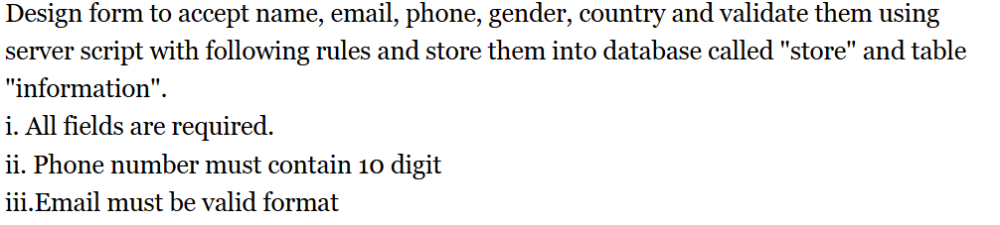 Design form to accept name, email, phone, gender, country and validate them using
server script with following rules and store them into database called "store" and table
"information".
i. All fields are required.
ii. Phone number must contain 10 digit
iii.Email must be valid format